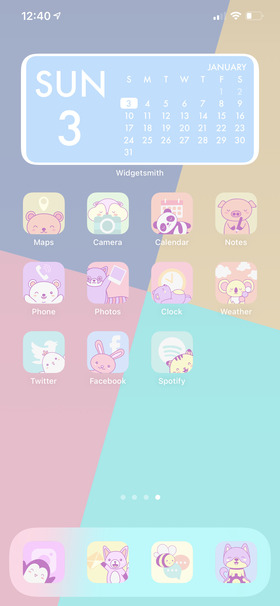 12:40
SUN
3
JANUARY
S M T W T F S
1 2
3 4 5 6 7 8 9
10 11 12 13 14 15 16
17 18 19 20 21 22 23
24 25 26 27 28 29 30
31
Widgetsmith
Maps Camera Calendar Notes
Phone Photos Clock Weather
Twitter Facebook Spotify